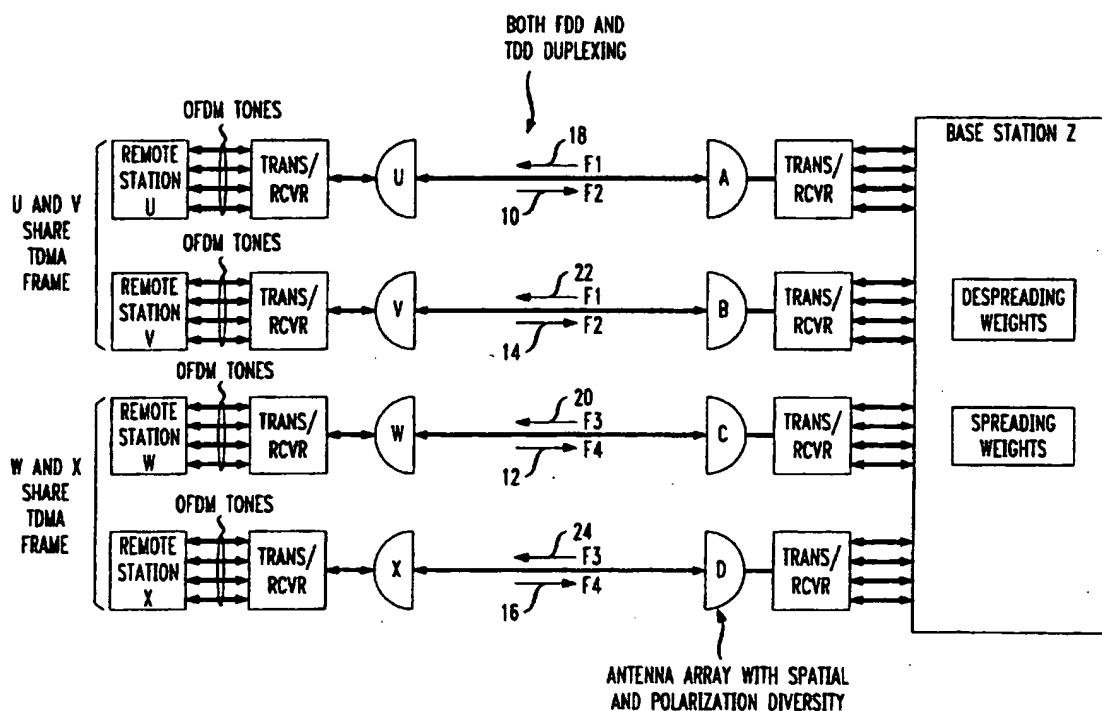 BOTH FDD AND
TDD DUPLEXING
OFDM TONES
REMOTE
STATION
U
TRANS/
RCVR
U
18
F1
F2
10
A
TRANS/
RCVR
BASE STATION Z
U AND V
SHARE
TDMA
FRAME
OFDM TONES
REMOTE
STATION
V
TRANS/
RCVR
V
22
F1
F2
14
B
TRANS/
RCVR
DESPREADING
WEIGHTS
OFDM TONES
REMOTE
STATION
W
TRANS/
RCVR
W
20
F3
F4
12
C
TRANS/
RCVR
SPREADING
WEIGHTS
W AND X
SHARE
TDMA
FRAME
OFDM TONES
REMOTE
STATION
X
TRANS/
RCVR
X
24
F3
F4
16
D
TRANS/
RCVR
ANTENNA ARRAY WITH SPATIAL
AND POLARIZATION DIVERSITY